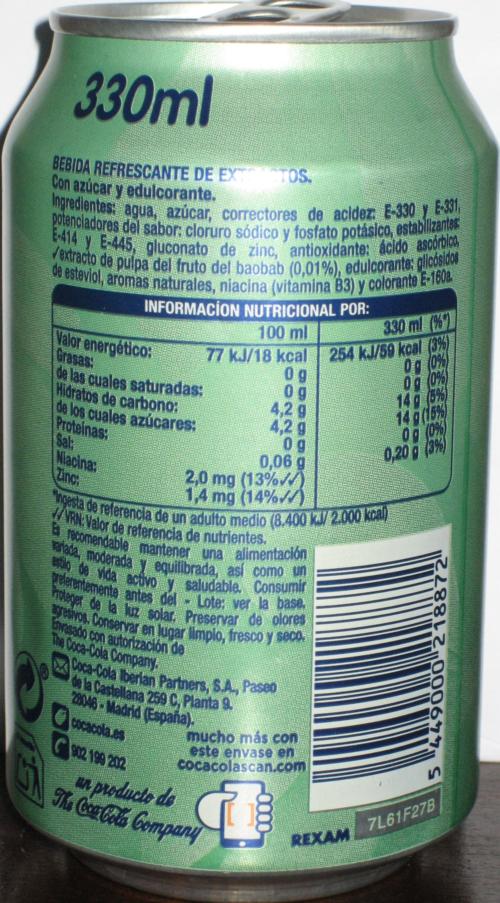 330ml
BEBIDA REFRESCANTE DE EXTRACTOS.
Con azúcar y edulcorante.
Ingredientes: agua, azúcar, correctores de acidez: E-330 y E-331,
potenciadores del sabor: cloruro sódico y fosfato potásico, estabilizantes:
E-414 y E-445, gluconato de zinc, antioxidante: ácido ascórbico,
✓extracto de pulpa del fruto del baobab (0,01%), edulcorante: glicósidos
de esteviol, aromas naturales, niacina (vitamina B3) y colorante E-160a.
INFORMACÍON NUTRICIONAL POR:
100 ml 330 ml (%*)
Valor energético: 77 kJ/18 kcal 254 kJ/59 kcal (3%)
Grasas: 0 g 0 g (0%)
de las cuales saturadas: 0 g 0 g (0%)
Hidratos de carbono: 4,2 g 14 g (5%)
de los cuales azúcares: 4,2 g 14 g (15%)
Proteínas: 0 g 0 g (0%)
Sal: 0,06 g 0,20 g (3%)
Niacina: 2,0 mg (13%✓✓)
Zinc: 1,4 mg (14%✓✓)
*Ingesta de referencia de un adulto medio (8.400 kJ/ 2.000 kcal)
✓✓VRN: Valor de referencia de nutrientes.
Es recomendable mantener una alimentación
variada, moderada y equilibrada, así como un
estilo de vida activo y saludable. Consumir
preferentemente antes del - Lote: ver la base.
Proteger de la luz solar. Preservar de olores
agresivos. Conservar en lugar limpio, fresco y seco.
Envasado con autorización de
The Coca-Cola Company.
Coca-Cola Iberian Partners, S.A., Paseo
de la Castellana 259 C, Planta 9.
28046 - Madrid (España).
cocacola.es
902 199 202
mucho más con
este envase en
cocacolascan.com
un producto de
The Coca-Cola Company
REXAM
7L61F27B
5 449000 218872